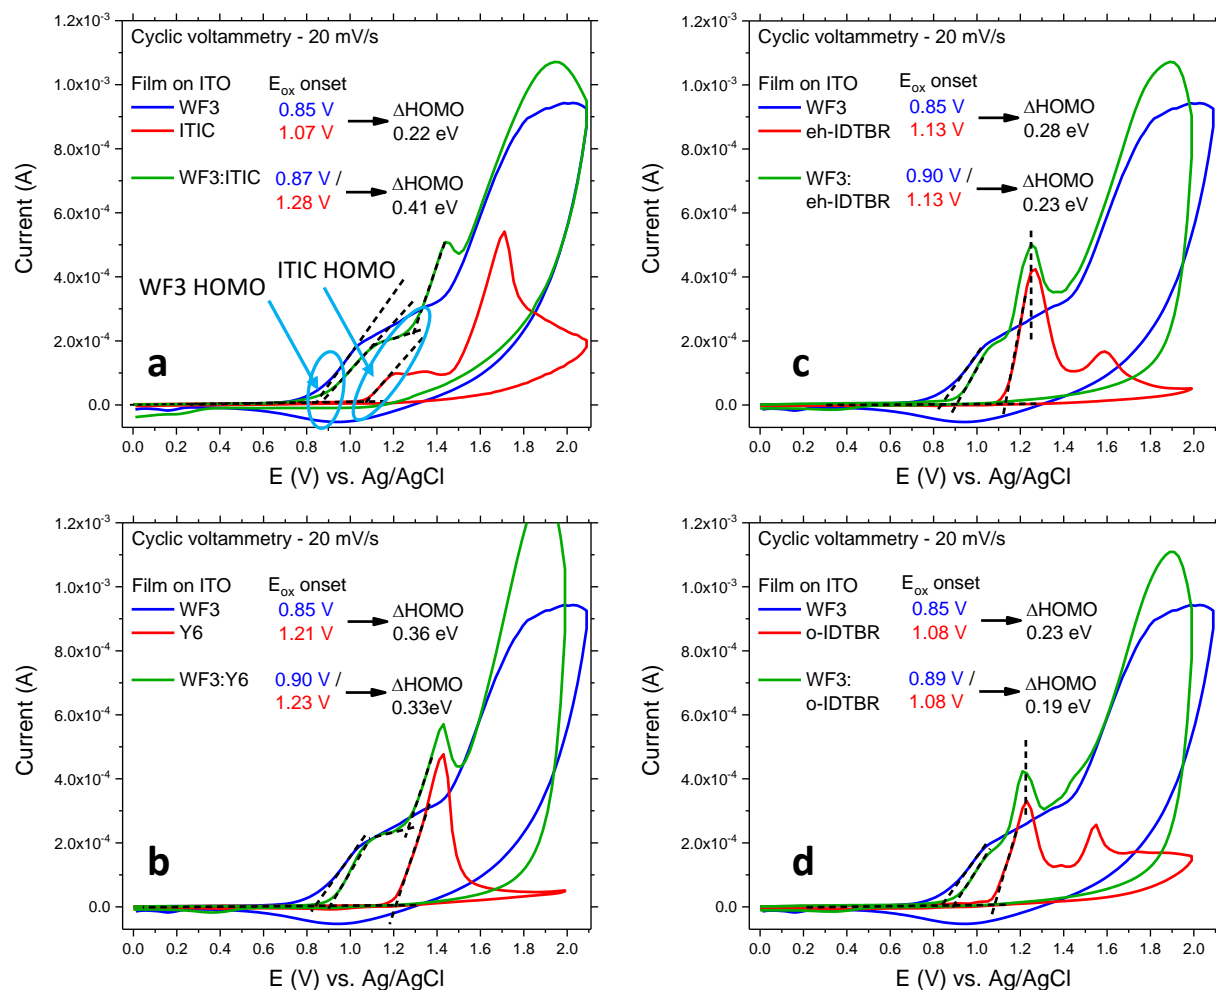 Cyclic voltammetry - 20 mV/s
Film on ITO
E_ox onset
WF3
0.85 V
ITIC
1.07 V
ΔHOMO
0.22 eV
WF3:ITIC
0.87 V /
1.28 V
ΔHOMO
0.41 eV
WF3 HOMO
ITIC HOMO
a
1.2x10^-3
1.0x10^-3
8.0x10^-4
6.0x10^-4
4.0x10^-4
2.0x10^-4
0.0
Current (A)
0.0 0.2 0.4 0.6 0.8 1.0 1.2 1.4 1.6 1.8 2.0
E (V) vs. Ag/AgCl
Cyclic voltammetry - 20 mV/s
Film on ITO
E_ox onset
WF3
0.85 V
eh-IDTBR
1.13 V
ΔHOMO
0.28 eV
WF3:
eh-IDTBR
0.90 V /
1.13 V
ΔHOMO
0.23 eV
c
1.2x10^-3
1.0x10^-3
8.0x10^-4
6.0x10^-4
4.0x10^-4
2.0x10^-4
0.0
Current (A)
0.0 0.2 0.4 0.6 0.8 1.0 1.2 1.4 1.6 1.8 2.0
E (V) vs. Ag/AgCl
Cyclic voltammetry - 20 mV/s
Film on ITO
E_ox onset
WF3
0.85 V
Y6
1.21 V
ΔHOMO
0.36 eV
WF3:Y6
0.90 V /
1.23 V
ΔHOMO
0.33eV
b
1.2x10^-3
1.0x10^-3
8.0x10^-4
6.0x10^-4
4.0x10^-4
2.0x10^-4
0.0
Current (A)
0.0 0.2 0.4 0.6 0.8 1.0 1.2 1.4 1.6 1.8 2.0
E (V) vs. Ag/AgCl
Cyclic voltammetry - 20 mV/s
Film on ITO
E_ox onset
WF3
0.85 V
o-IDTBR
1.08 V
ΔHOMO
0.23 eV
WF3:
o-IDTBR
0.89 V /
1.08 V
ΔHOMO
0.19 eV
d
1.2x10^-3
1.0x10^-3
8.0x10^-4
6.0x10^-4
4.0x10^-4
2.0x10^-4
0.0
Current (A)
0.0 0.2 0.4 0.6 0.8 1.0 1.2 1.4 1.6 1.8 2.0
E (V) vs. Ag/AgCl